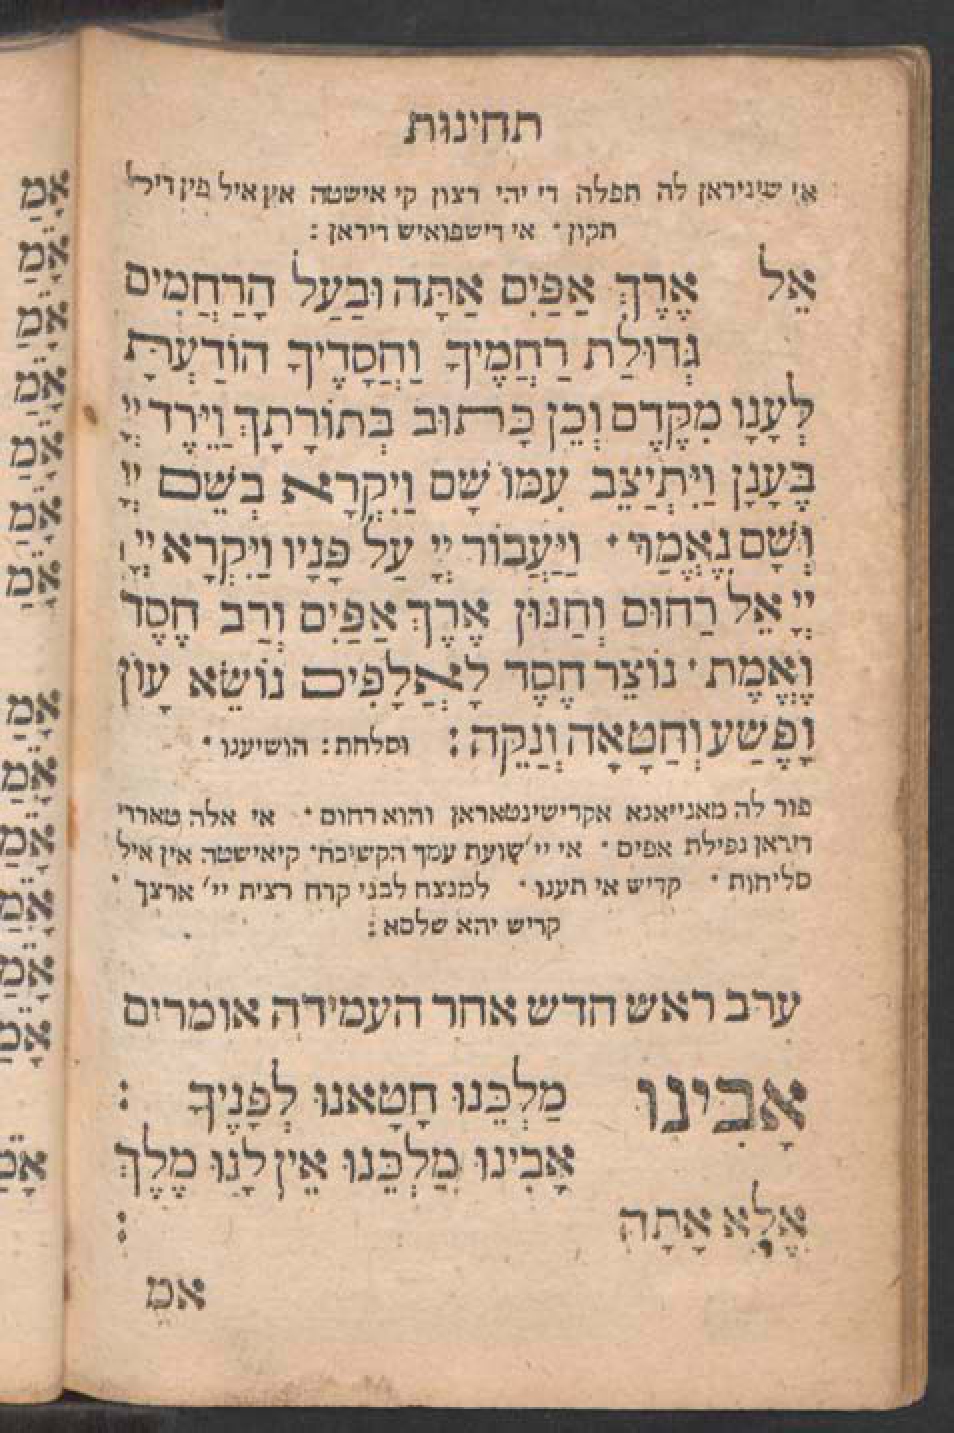 תחינות
אי שיניראן לה תפלה די יהי רצון קי אישטה אין איל פין דיל
תקון · אי דישפואיש דיראן :
אֵל אֶרֶךְ אַפַּיִם אַתָּה וּבַעַל הָרַחֲמִים
גְּדוּלַת רַחֲמֶיךָ וַחֲסָדֶיךָ הוֹדַעְתָּ
לְעָנָו מִקֶּדֶם וְכֵן כָּתוּב בְּתוֹרָתָךְ וַיֵּרֶד יְיָ
בֶּעָנָן וַיִּתְיַצֵּב עִמּוֹ שָׁם וַיִּקְרָא בְשֵׁם יְיָ
וְשָׁם נֶאֱמַר · וַיַּעֲבוֹר יְיָ עַל פָּנָיו וַיִּקְרָא יְיָ
יְיָ אֵל רַחוּם וְחַנּוּן אֶרֶךְ אַפַּיִם וְרַב חֶסֶד
וֶאֱמֶת · נוֹצֵר חֶסֶד לָאֲלָפִים נוֹשֵׂא עָוֹן
וָפֶשַׁע וְחַטָּאָה וְנַקֵּה : וסלחת : הושיענו ·
פור לה מאנייאנא אקרישינטאראן והוא רחום · אי אלה טארדי
דיראן נפילת אפים · אי יי׳ שועת עמך הקשיבה · קי אישטה אין איל
סליחות · קדיש אי תענו · למנצח לבני קרח רצית יי׳ ארצך
קדיש יהא שלמא :
ערב ראש חדש אחר העמידה אומרים
אָבִינוּ מַלְכֵּנוּ חָטָאנוּ לְפָנֶיךָ :
אָבִינוּ מַלְכֵּנוּ אֵין לָנוּ מֶלֶךְ
אֶלָּא אָתָּה :
אמ